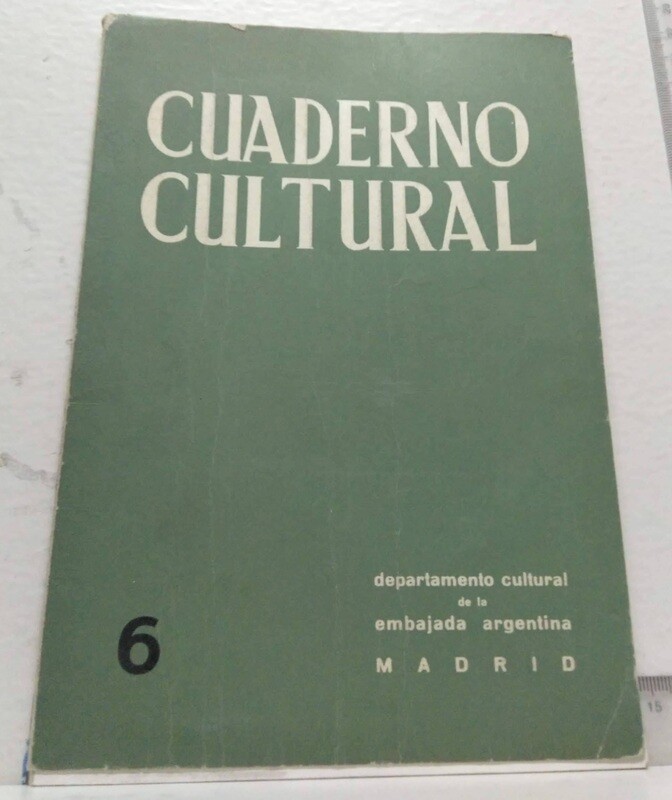 CUADERNO
CULTURAL
departamento cultural
de la
embajada argentina
MADRID
6
15